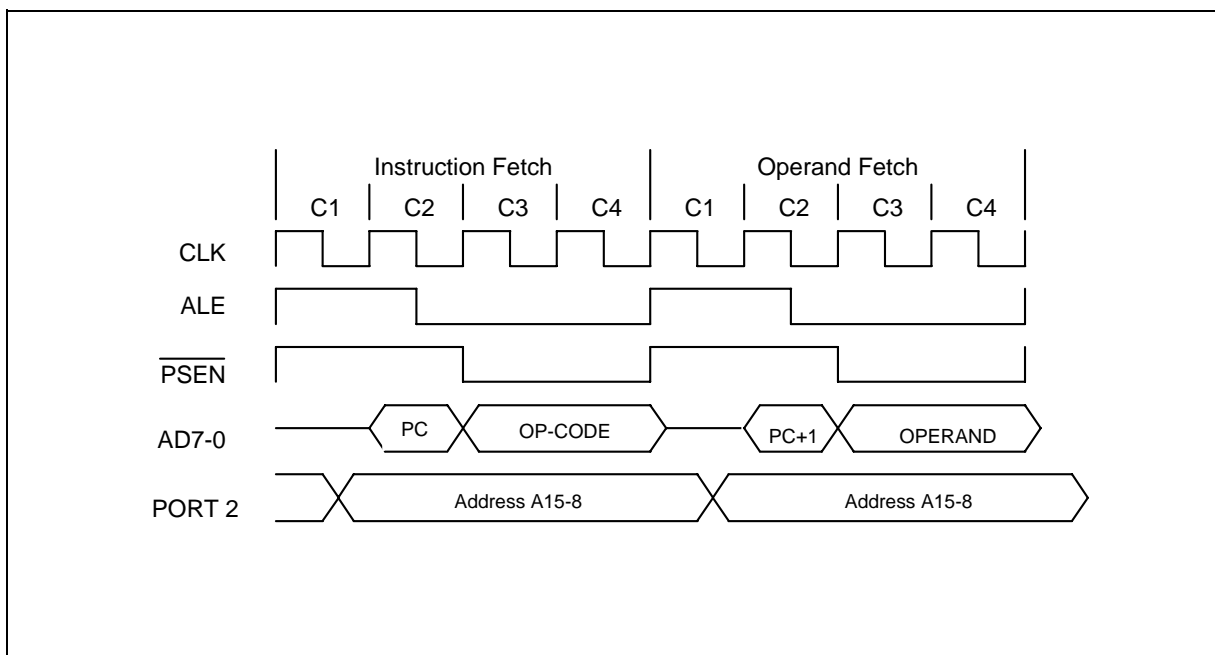 Instruction Fetch Operand Fetch
C1 C2 C3 C4 C1 C2 C3 C4
CLK
ALE
PSEN
AD7-0 PC OP-CODE PC+1 OPERAND
PORT 2 Address A15-8 Address A15-8